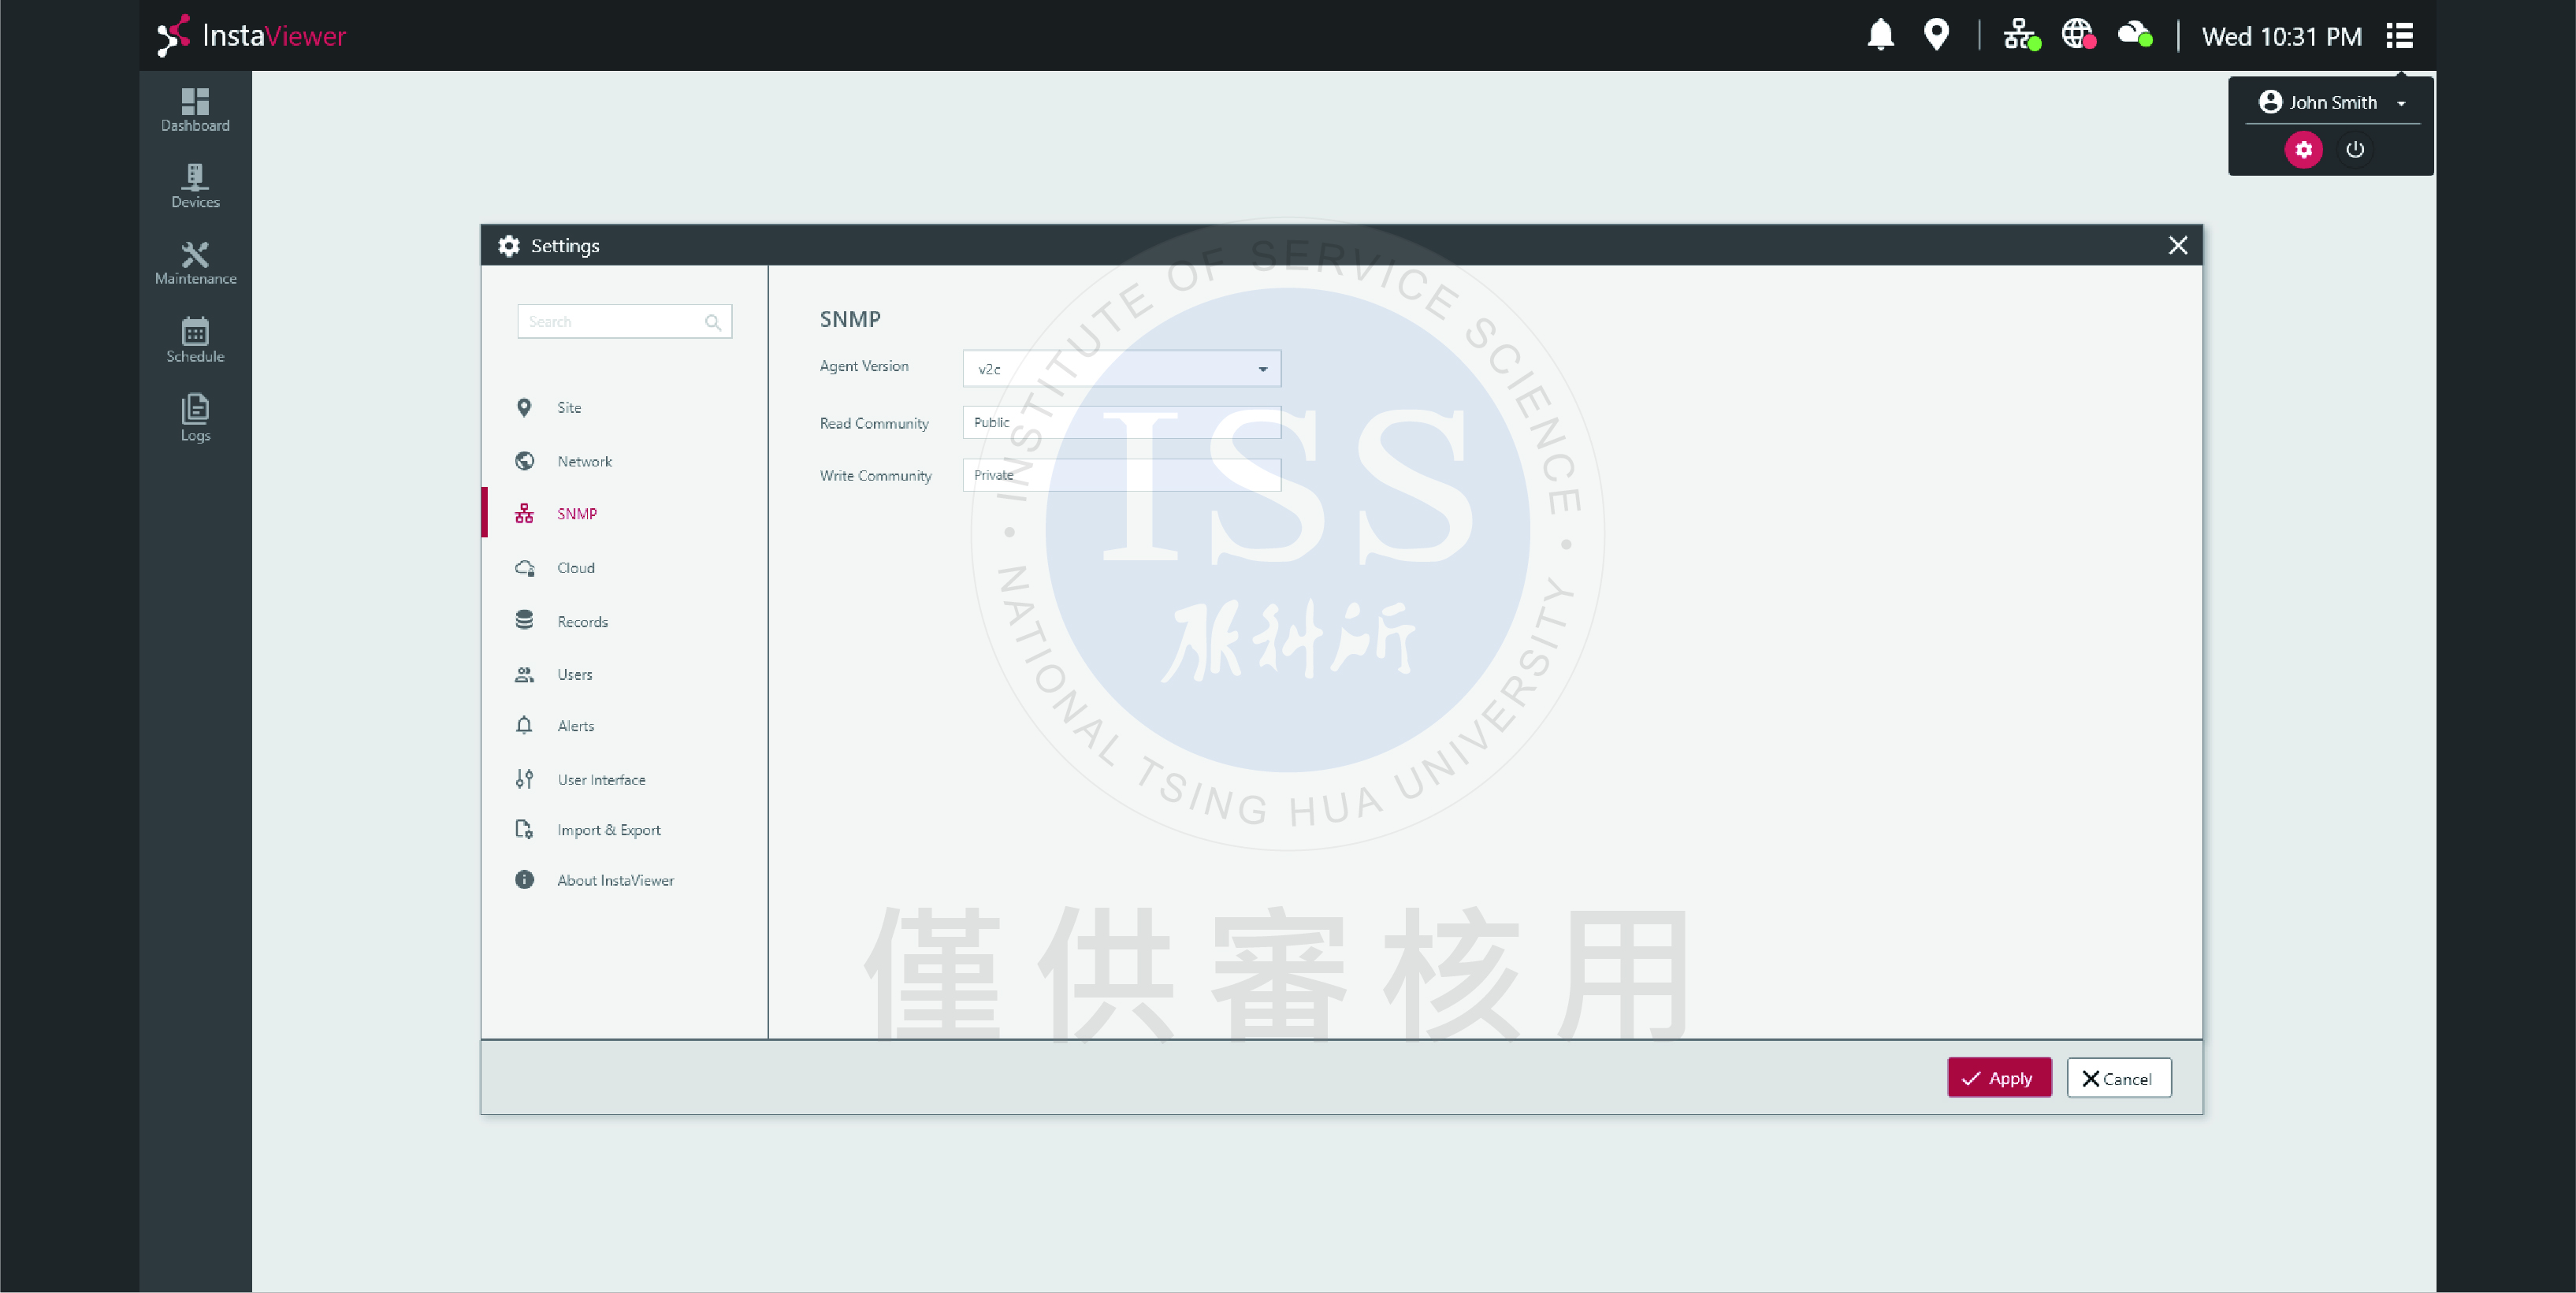 InstaViewer
Wed 10:31 PM
John Smith
Dashboard
Devices
Maintenance
Schedule
Logs
Settings
Search
Site
Network
SNMP
Cloud
Records
Users
Alerts
User Interface
Import & Export
About InstaViewer
SNMP
Agent Version
v2c
Read Community
Public
Write Community
Private
Apply
Cancel
INSTITUTE OF SERVICE SCIENCE
ISS
服科所
NATIONAL TSING HUA UNIVERSITY
僅供審核用